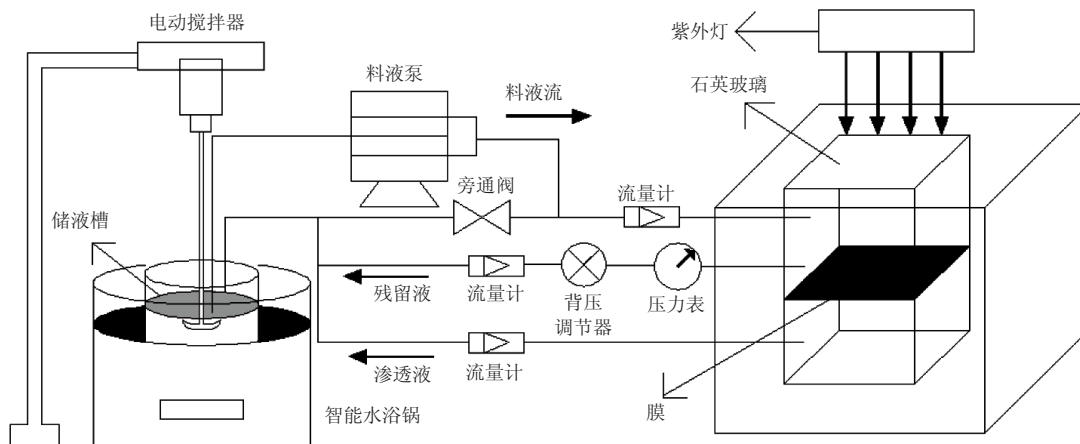 电动搅拌器
紫外灯
料液泵
料液流
石英玻璃
旁通阀
流量计
储液槽
残留液
流量计
背压
调节器
压力表
渗透液
流量计
智能水浴锅
膜